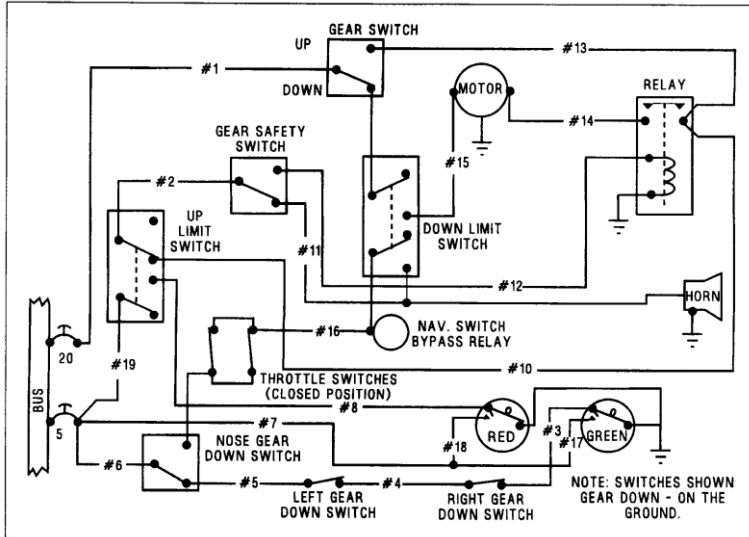 GEAR SWITCH
UP
DOWN
#1
#13
MOTOR
RELAY
#14
#15
GEAR SAFETY
SWITCH
#2
UP
LIMIT
SWITCH
#11
DOWN LIMIT
SWITCH
#12
HORN
#16
NAV. SWITCH
BYPASS RELAY
20
#19
#10
THROTTLE SWITCHES
(CLOSED POSITION)
#8
BUS
5
#7
NOSE GEAR
DOWN SWITCH
RED
#3
GREEN
#18
#17
#6
#5
LEFT GEAR
DOWN SWITCH
#4
RIGHT GEAR
DOWN SWITCH
NOTE: SWITCHES SHOWN
GEAR DOWN - ON THE
GROUND.